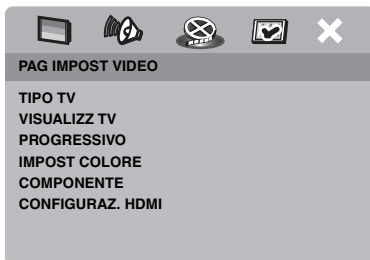 PAG IMPOST VIDEO
TIPO TV
VISUALIZZ TV
PROGRESSIVO
IMPOST COLORE
COMPONENTE
CONFIGURAZ. HDMI